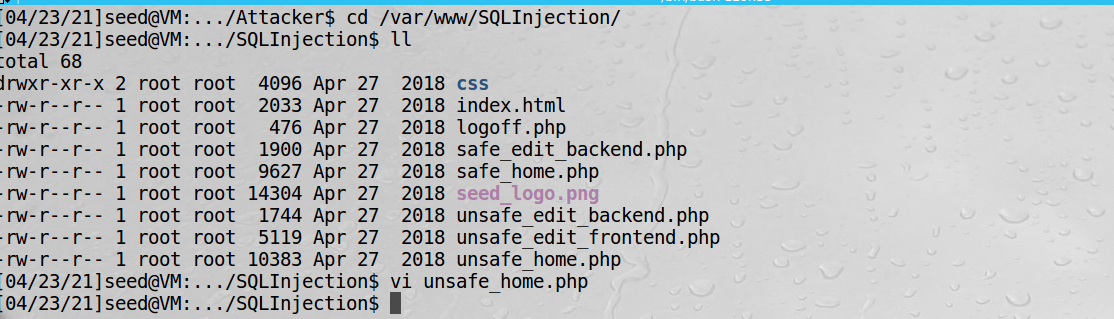 [04/23/21]seed@VM:.../Attacker$ cd /var/www/SQLInjection/
[04/23/21]seed@VM:.../SQLInjection$ ll
total 68
drwxr-xr-x 2 root root  4096 Apr 27  2018 css
-rw-r--r-- 1 root root  2033 Apr 27  2018 index.html
-rw-r--r-- 1 root root   476 Apr 27  2018 logoff.php
-rw-r--r-- 1 root root  1900 Apr 27  2018 safe_edit_backend.php
-rw-r--r-- 1 root root  9627 Apr 27  2018 safe_home.php
-rw-r--r-- 1 root root 14304 Apr 27  2018 seed_logo.png
-rw-r--r-- 1 root root  1744 Apr 27  2018 unsafe_edit_backend.php
-rw-r--r-- 1 root root  5119 Apr 27  2018 unsafe_edit_frontend.php
-rw-r--r-- 1 root root 10383 Apr 27  2018 unsafe_home.php
[04/23/21]seed@VM:.../SQLInjection$ vi unsafe_home.php
[04/23/21]seed@VM:.../SQLInjection$